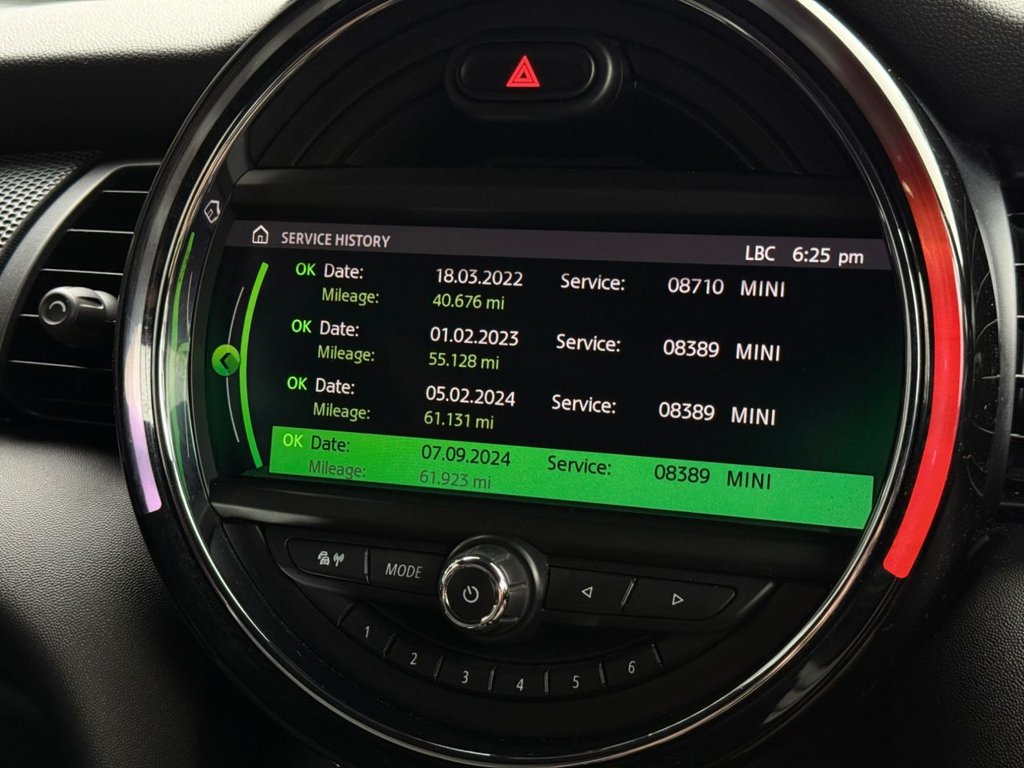 SERVICE HISTORY LBC 6:25 pm
OK Date: 18.03.2022 Service: 08710 MINI
Mileage: 40.676 mi
OK Date: 01.02.2023 Service: 08389 MINI
Mileage: 55.128 mi
OK Date: 05.02.2024 Service: 08389 MINI
Mileage: 61.131 mi
OK Date: 07.09.2024 Service: 08389 MINI
Mileage: 61.923 mi
MODE
1 2 3 4 5 6